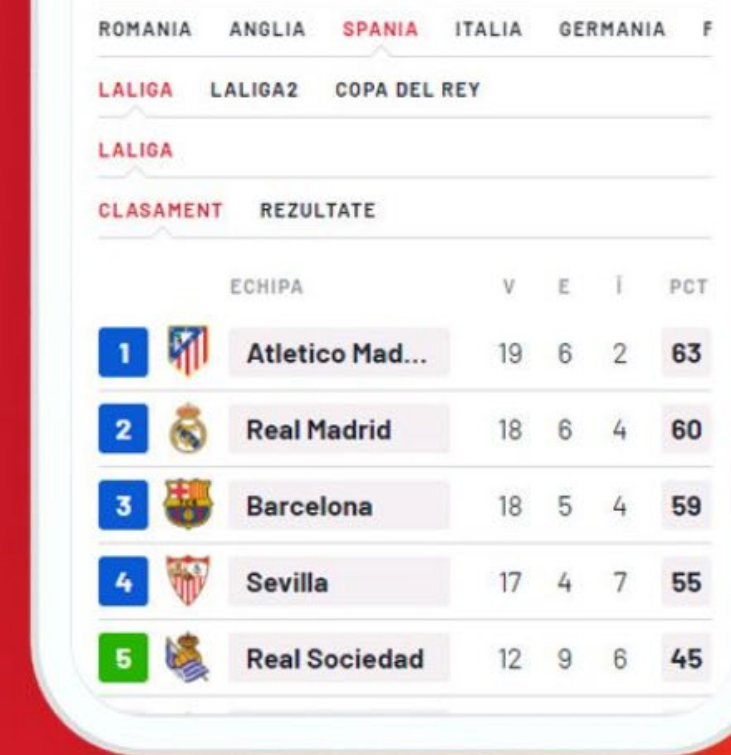 ROMANIA ANGLIA SPANIA ITALIA GERMANIA F
LALIGA LALIGA2 COPA DEL REY
LALIGA
CLASAMENT REZULTATE
ECHIPA V E Î PCT
1 Atletico Mad... 19 6 2 63
2 Real Madrid 18 6 4 60
3 Barcelona 18 5 4 59
4 Sevilla 17 4 7 55
5 Real Sociedad 12 9 6 45